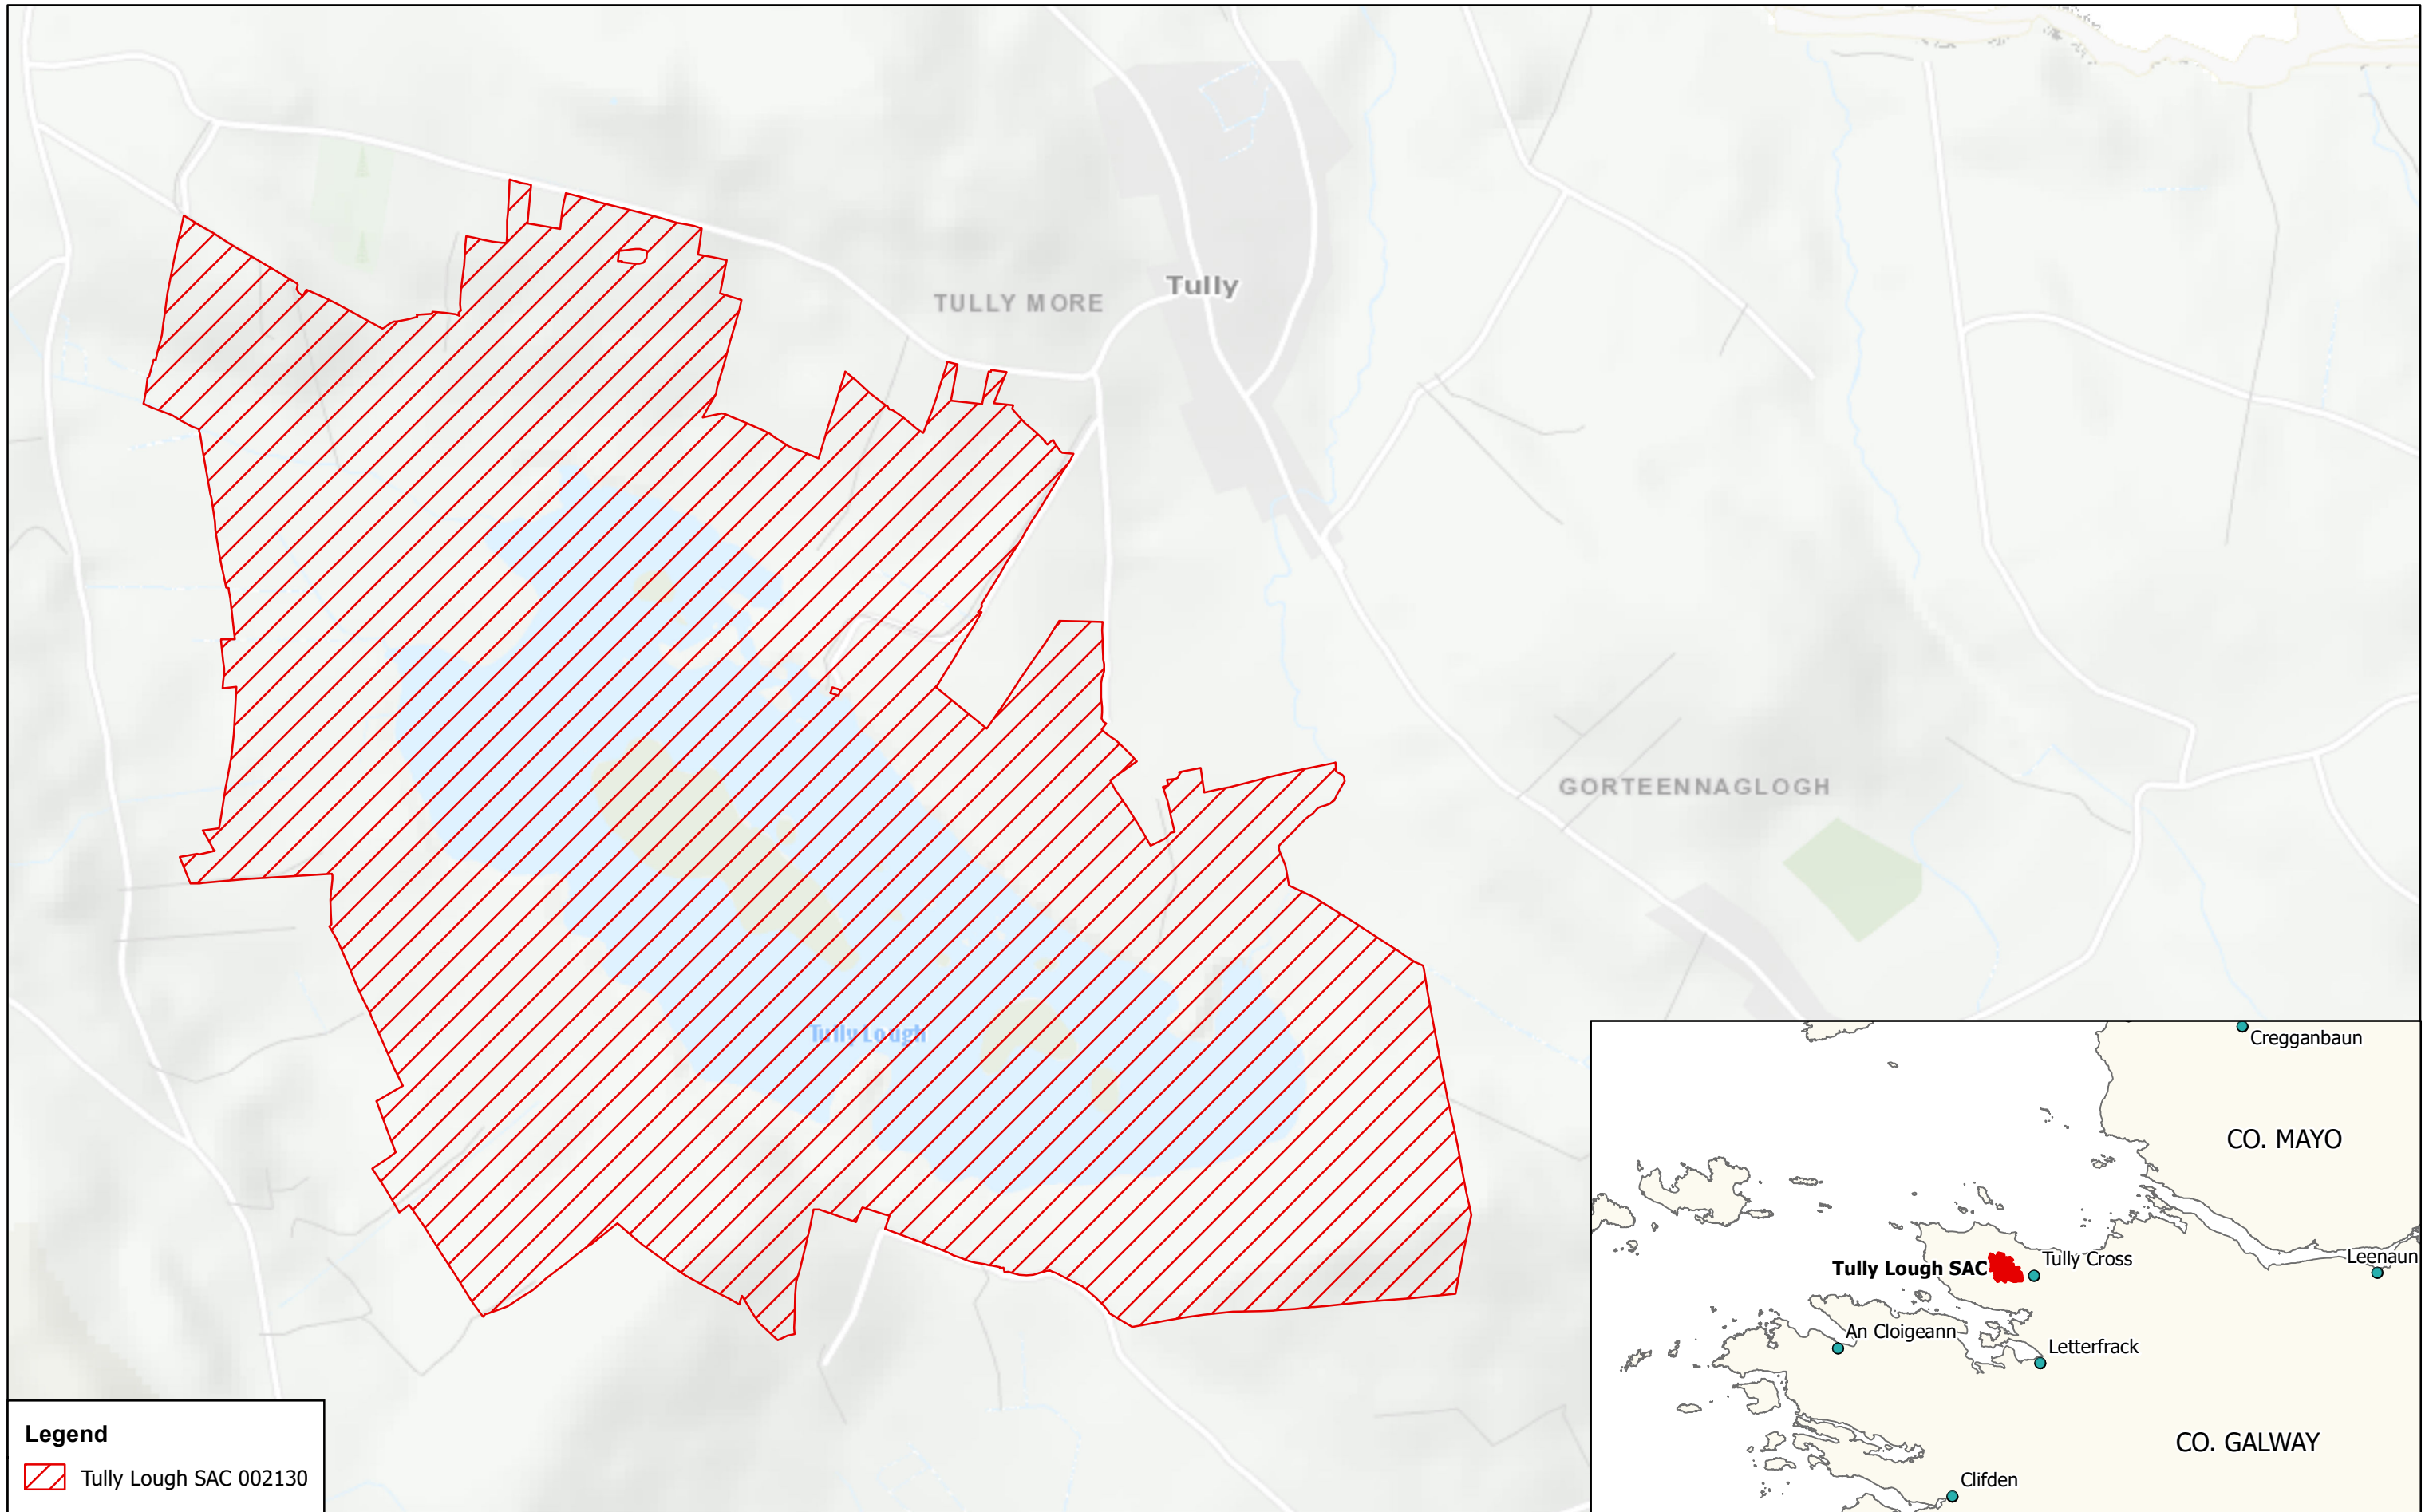 Tully
TULLY MORE
GORTEENNAGLOGH
Tully Lough
Cregganbaun
CO. MAYO
Tully Lough SAC
Tully Cross
Leenaun
An Cloigeann
Letterfrack
CO. GALWAY
Clifden
Legend
Tully Lough SAC 002130